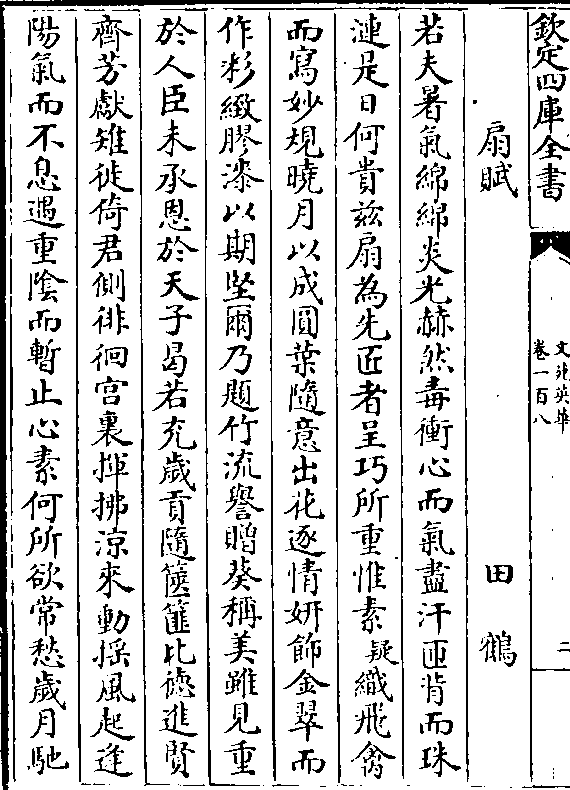 欽定四庫全書
文苑英華
卷一百八
二
扇賦 田鶴
若夫暑氣綿綿炎光赫然毒衝心而氣盡汗匝背而珠
漣是日何貴兹扇為先匠者呈巧所重惟素疑織飛禽
而寫妙規曉月以成圓葉隨意出花逐情妍飾金翠而
作彩緻膠漆以期堅爾乃題竹流譽贈葵稱美雖見重
於人臣未承恩於天子曷若充歲貢隨篚比德進賢
齊芳獻雉徙倚君側徘徊宫裏揮拂涼來動揺風起逢
陽氣而不息遇重陰而暫止心素何所欲常愁歲月馳